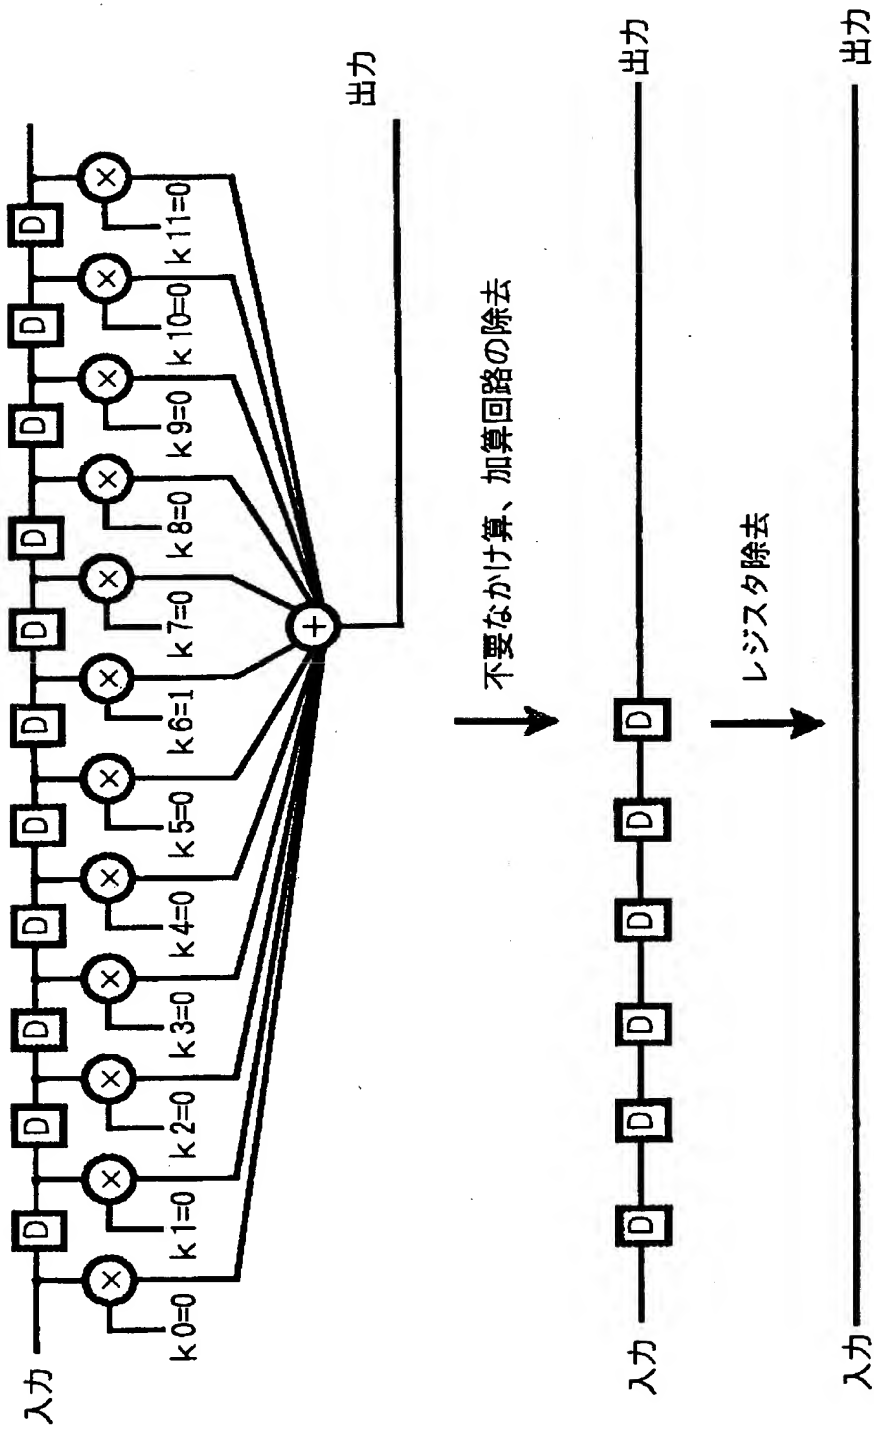 入力 D D D D D D D D D D D
× × × × × × × × × × × ×
k0=0 k1=0 k2=0 k3=0 k4=0 k5=0 k6=1 k7=0 k8=0 k9=0 k10=0 k11=0
+
出力
不要なかけ算、加算回路の除去
入力 D D D D D D 出力
レジスタ除去
入力 出力